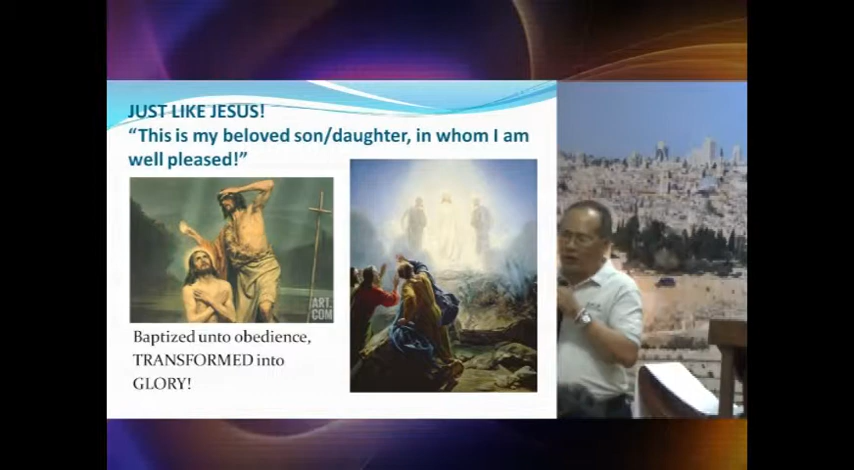 JUST LIKE JESUS!
“This is my beloved son/daughter, in whom I am
well pleased!”
ART.
COM
Baptized unto obedience,
TRANSFORMED into
GLORY!